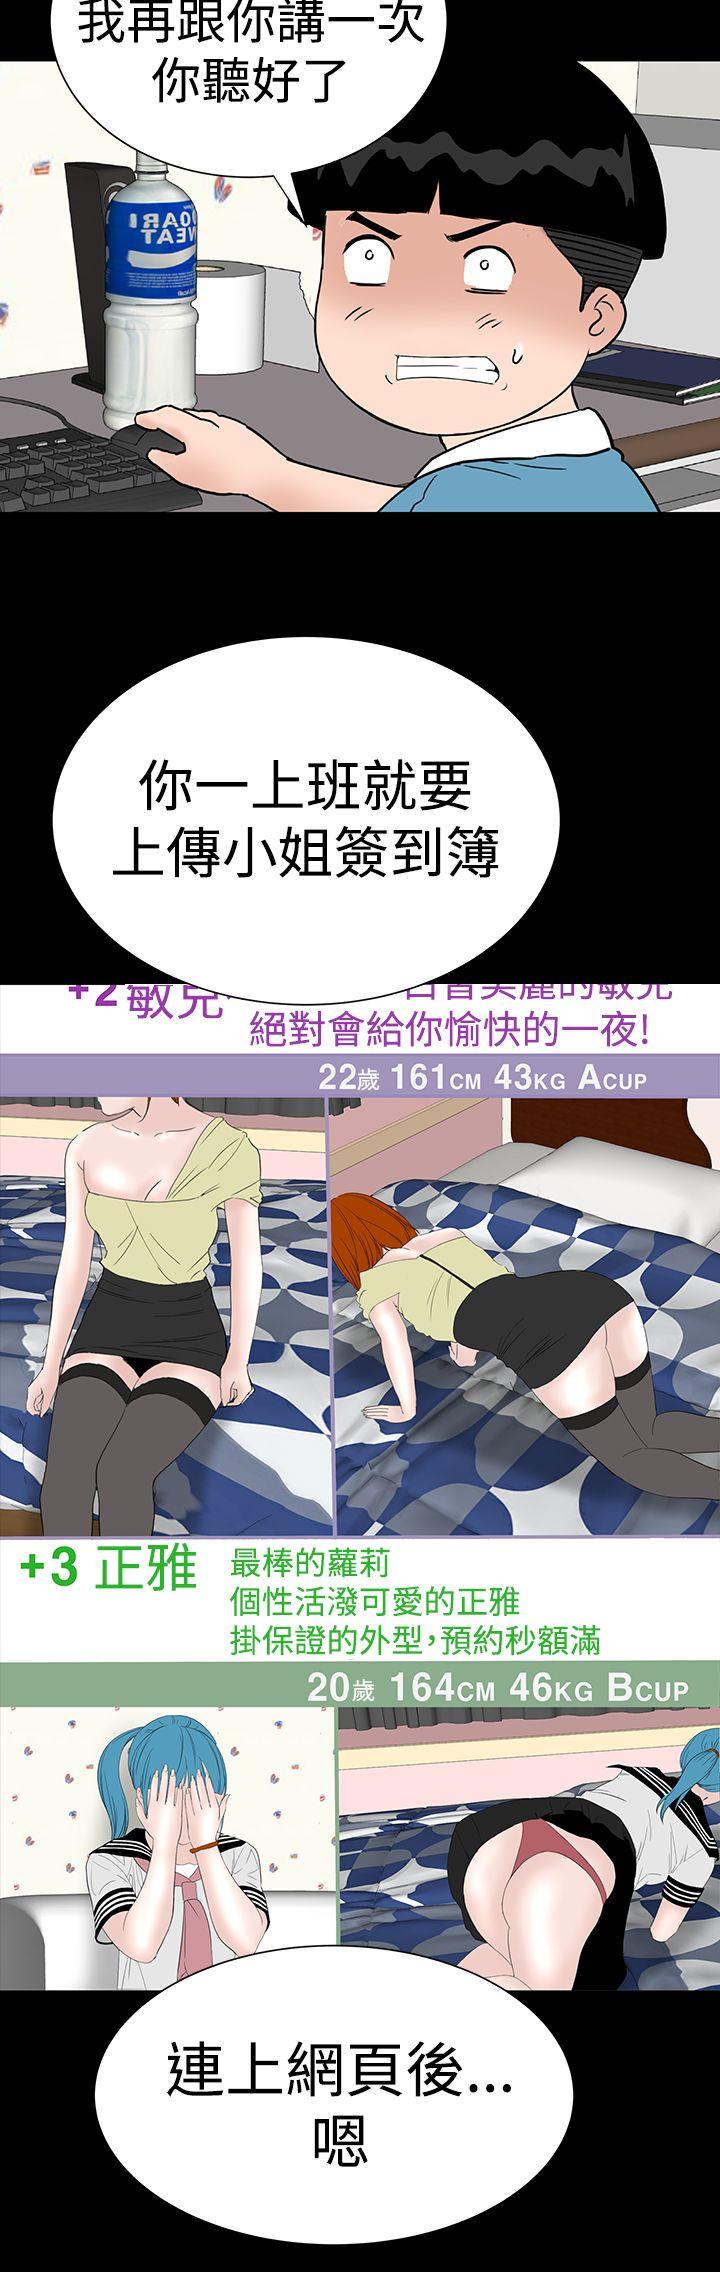 我再跟你講一次
你聽好了
你一上班就要
上傳小姐簽到簿
+2敏兒
絕對會給你愉快的一夜!
22歲 161CM 43KG ACUP
+3 正雅
最棒的蘿莉
個性活潑可愛的正雅
掛保證的外型,預約秒額滿
20歲 164CM 46KG BCUP
連上網頁後...
嗯